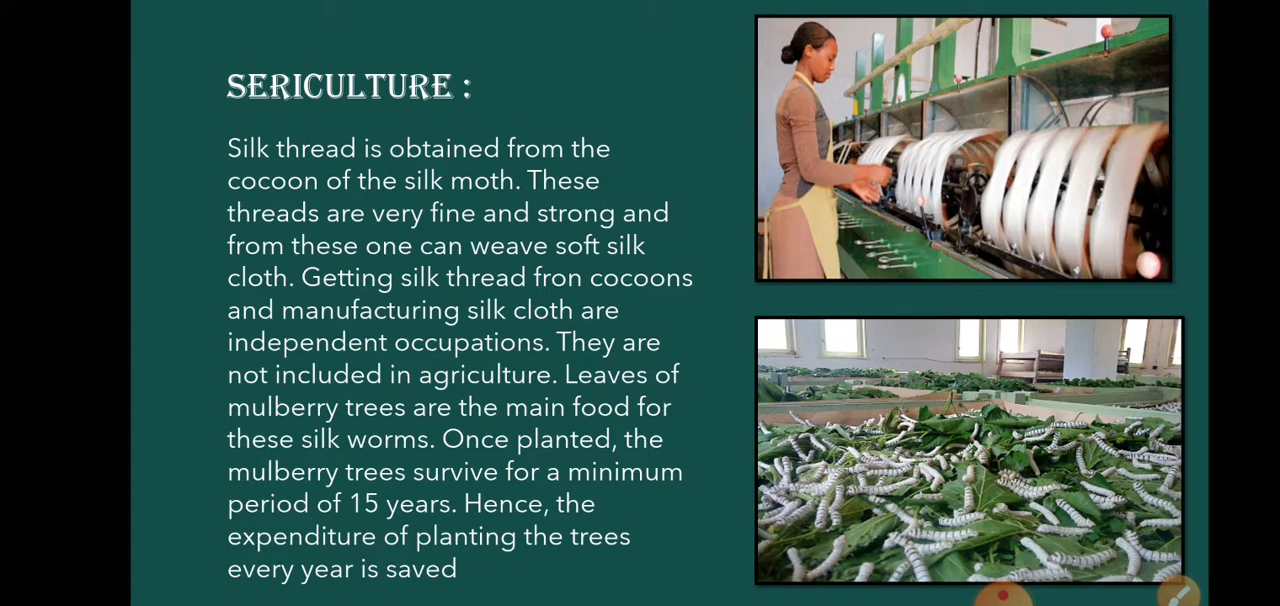 SERICULTURE :
Silk thread is obtained from the
cocoon of the silk moth. These
threads are very fine and strong and
from these one can weave soft silk
cloth. Getting silk thread fron cocoons
and manufacturing silk cloth are
independent occupations. They are
not included in agriculture. Leaves of
mulberry trees are the main food for
these silk worms. Once planted, the
mulberry trees survive for a minimum
period of 15 years. Hence, the
expenditure of planting the trees
every year is saved